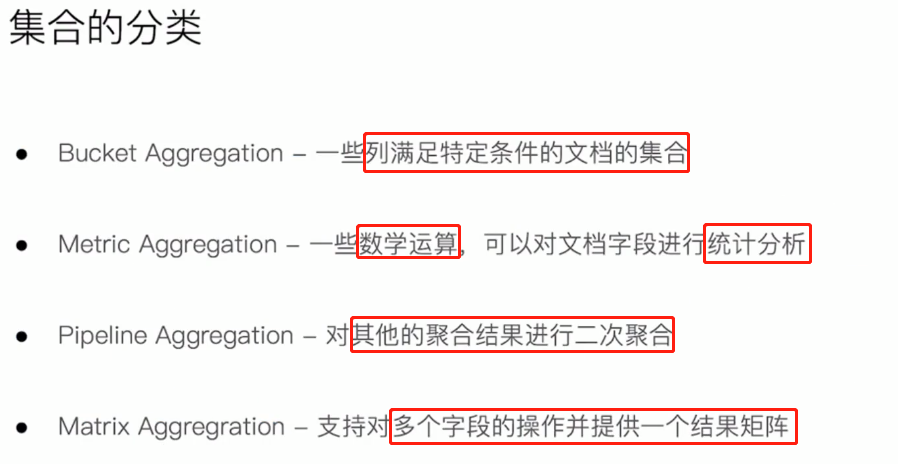 集合的分类
Bucket Aggregation – 一些列满足特定条件的文档的集合
Metric Aggregation – 一些数学运算，可以对文档字段进行统计分析
Pipeline Aggregation – 对其他的聚合结果进行二次聚合
Matrix Aggregration – 支持对多个字段的操作并提供一个结果矩阵